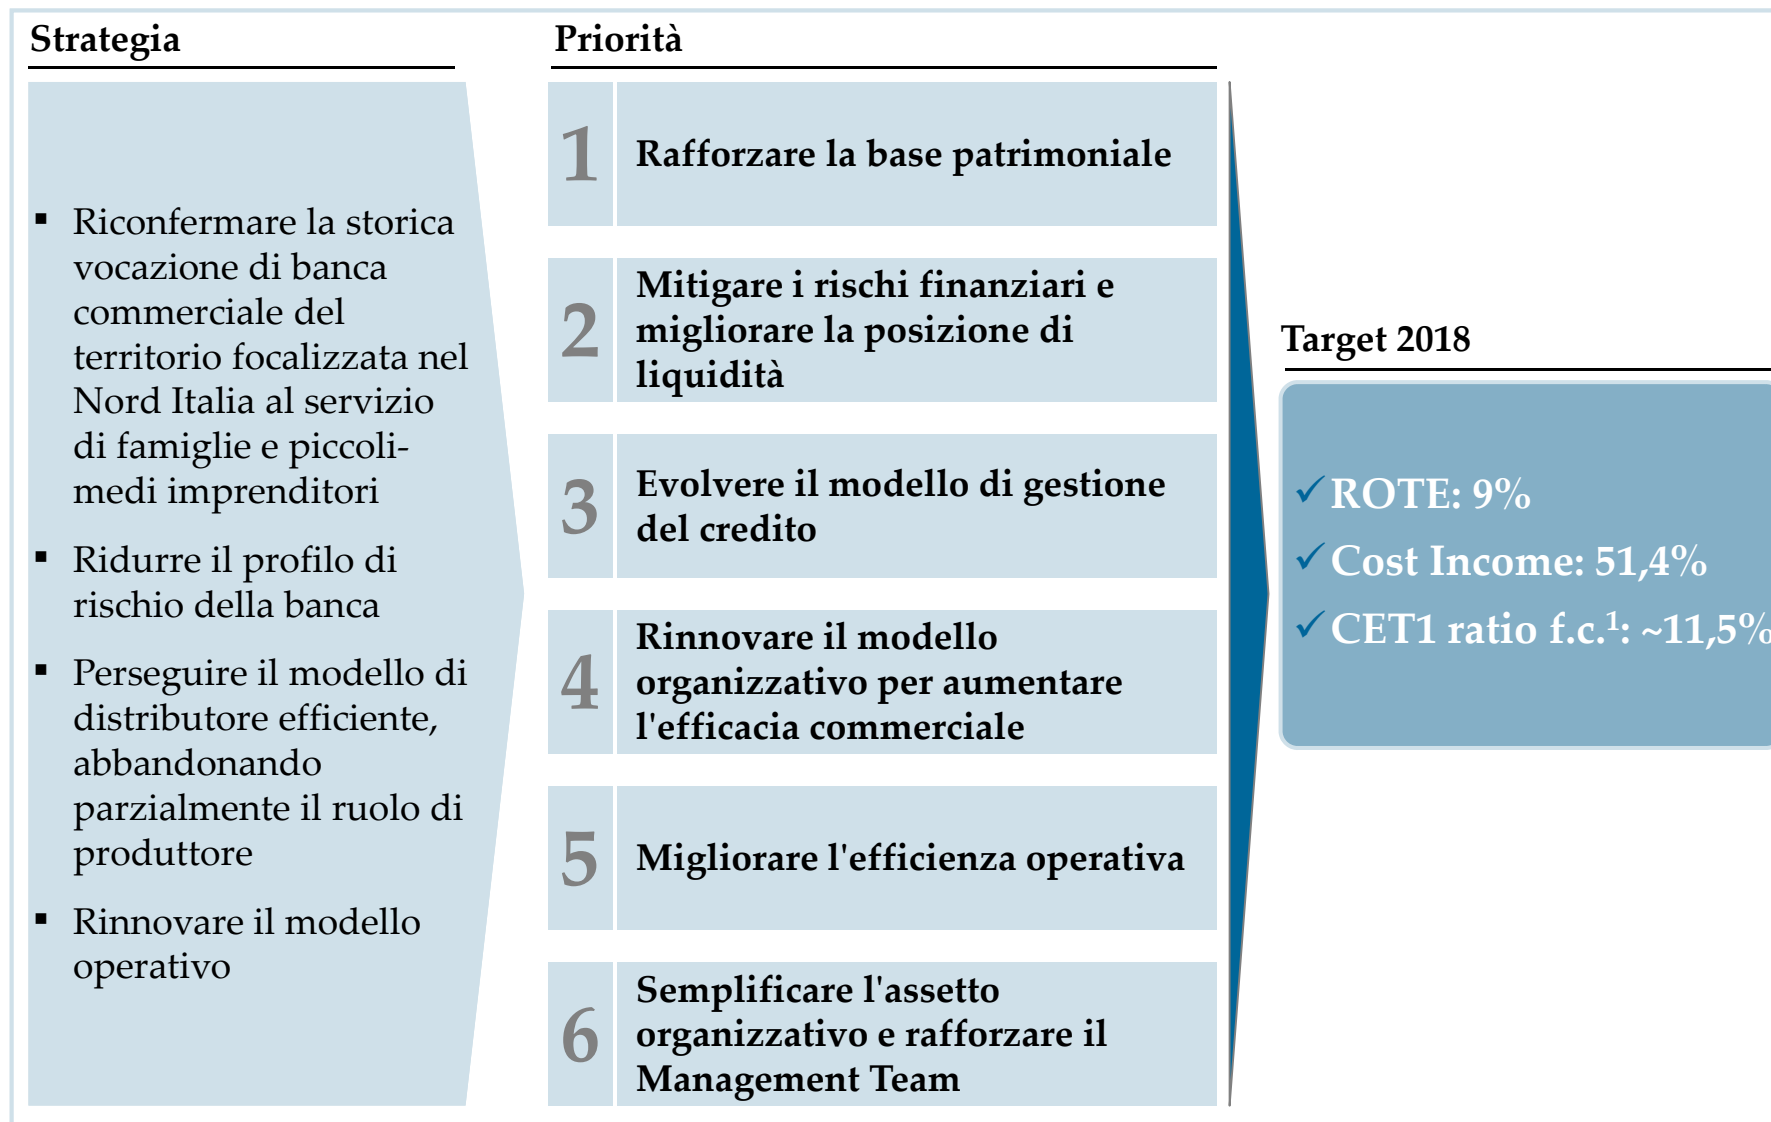 Strategia
▪ Riconfermare la storica
vocazione di banca
commerciale del
territorio focalizzata nel
Nord Italia al servizio
di famiglie e piccoli-
medi imprenditori
▪ Ridurre il profilo di
rischio della banca
▪ Perseguire il modello di
distributore efficiente,
abbandonando
parzialmente il ruolo di
produttore
▪ Rinnovare il modello
operativo
Priorità
1
Rafforzare la base patrimoniale
2
Mitigare i rischi finanziari e
migliorare la posizione di
liquidità
3
Evolvere il modello di gestione
del credito
4
Rinnovare il modello
organizzativo per aumentare
l'efficacia commerciale
5
Migliorare l'efficienza operativa
6
Semplificare l'assetto
organizzativo e rafforzare il
Management Team
Target 2018
✓ ROTE: 9%
✓ Cost Income: 51,4%
✓ CET1 ratio f.c.¹: ~11,5%